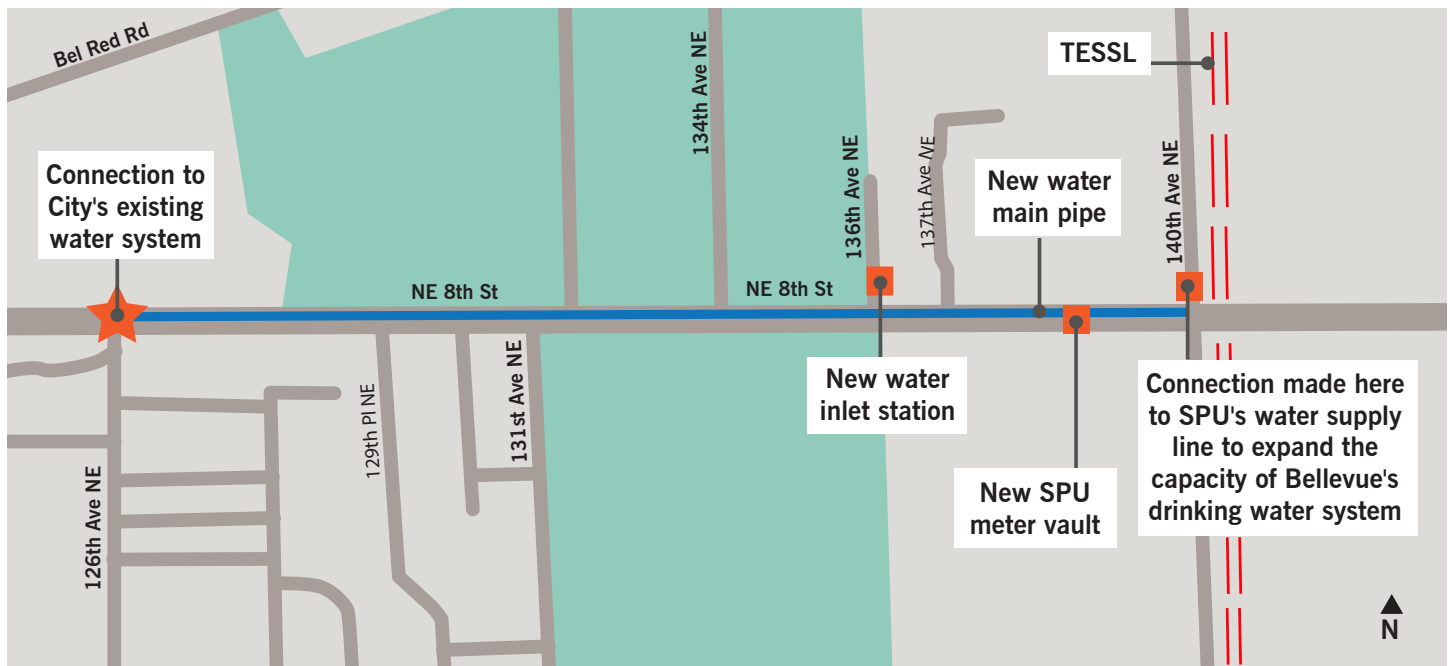 Bel Red Rd
TESSL
134th Ave NE
136th Ave NE
137th Ave NE
140th Ave NE
Connection to
City's existing
water system
New water
main pipe
NE 8th St
NE 8th St
New water
inlet station
Connection made here
to SPU's water supply
line to expand the
capacity of Bellevue's
drinking water system
New SPU
meter vault
126th Ave NE
129th Pl NE
131st Ave NE
N